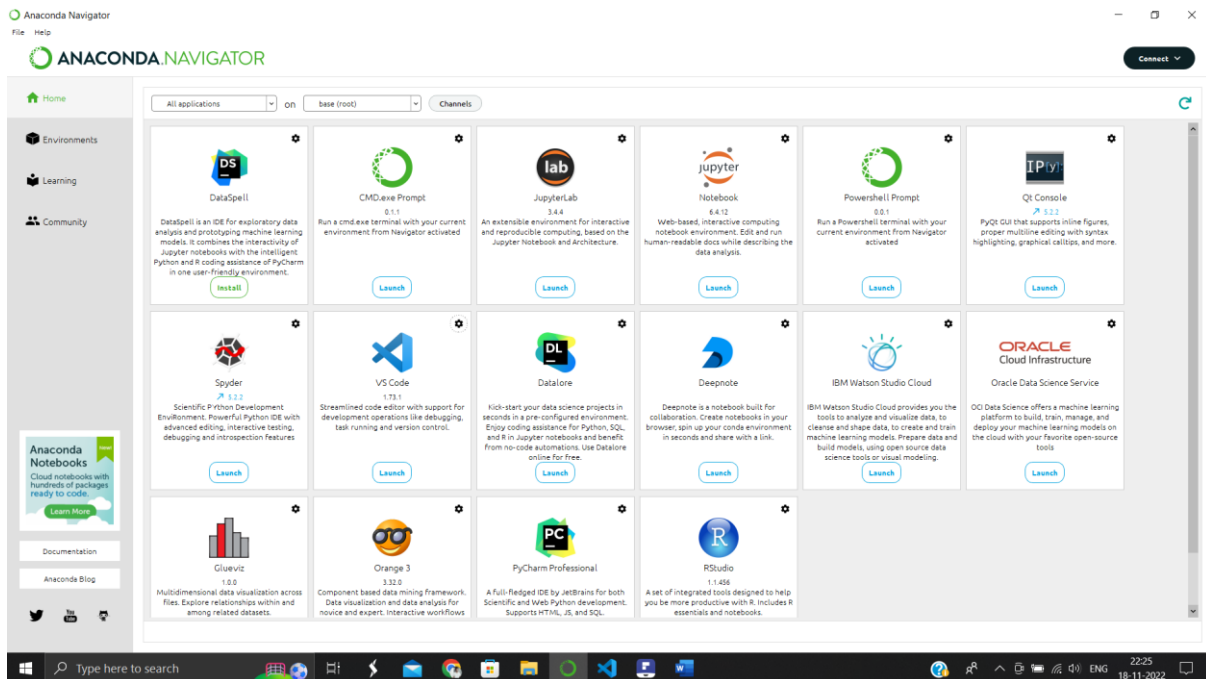 Anaconda Navigator
File Help
ANACONDA.NAVIGATOR
Connect
Home
Environments
Learning
Community
All applications on base (root) Channels
DS
DataSpell
DataSpell is an IDE for exploratory data
analysis and prototyping machine learning
models. It combines the interactivity of
Jupyter notebooks with the intelligent
Python and R coding assistance of PyCharm
in one user-friendly environment.
Install
CMD.exe Prompt
0.1.1
Run a cmd.exe terminal with your current
environment from Navigator activated
Launch
lab
JupyterLab
3.4.4
An extensible environment for interactive
and reproducible computing, based on the
Jupyter Notebook and Architecture.
Launch
jupyter
Notebook
6.4.12
Web-based, interactive computing
notebook environment. Edit and run
human-readable docs while describing the
data analysis.
Launch
Powershell Prompt
0.0.1
Run a Powershell terminal with your
current environment from Navigator
activated
Launch
IP[y]:
Qt Console
5.2.2
PyQt GUI that supports inline figures,
proper multiline editing with syntax
highlighting, graphical calltips, and more.
Launch
Spyder
5.2.2
Scientific PYthon Development
EnviRonment. Powerful Python IDE with
advanced editing, interactive testing,
debugging and introspection features
Launch
VS Code
1.73.1
Streamlined code editor with support for
development operations like debugging,
task running and version control.
Launch
DL
Datalore
Kick-start your data science projects in
seconds in a pre-configured environment.
Enjoy coding assistance for Python, SQL,
and R in Jupyter notebooks and benefit
from no-code automations. Use Datalore
online for free.
Launch
Deepnote
Deepnote is a notebook built for
collaboration. Create notebooks in your
browser, spin up your conda environment
in seconds and share with a link.
Launch
IBM Watson Studio Cloud
IBM Watson Studio Cloud provides you the
tools to analyze and visualize data, to
cleanse and shape data, to create and train
machine learning models. Prepare data and
build models, using open source data
science tools or visual modeling.
Launch
ORACLE
Cloud Infrastructure
Oracle Data Science Service
OCI Data Science offers a machine learning
platform to build, train, manage, and
deploy your machine learning models on
the cloud with your favorite open-source
tools
Launch
Glueviz
1.0.0
Multidimensional data visualization across
files. Explore relationships within and
among related datasets.
Orange 3
3.32.0
Component based data mining framework.
Data visualization and data analysis for
novice and expert. Interactive workflows
PC
PyCharm Professional
A full-fledged IDE by JetBrains for both
Scientific and Web Python development.
Supports HTML, JS, and SQL.
R
RStudio
1.1.456
A set of integrated tools designed to help
you be more productive with R. Includes R
essentials and notebooks.
Anaconda
Notebooks
Cloud notebooks with
hundreds of packages
ready to code.
Learn More
Documentation
Anaconda Blog
You
Tube
Type here to search
ENG
22:25
18-11-2022